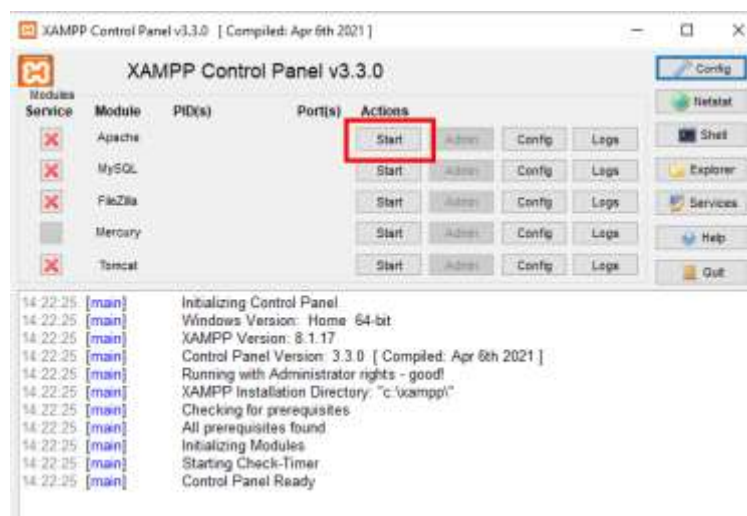 XAMPP Control Panel v3.3.0 [ Compiled: Apr 6th 2021 ]
XAMPP Control Panel v3.3.0
Config
Modules
Service Module PID(s) Port(s) Actions
Netstat
Apache Start Admin Config Logs
Shell
MySQL Start Admin Config Logs
Explorer
FileZilla Start Admin Config Logs
Services
Mercury Start Admin Config Logs
Help
Tomcat Start Admin Config Logs
Quit
14:22:25 [main] Initializing Control Panel
14:22:25 [main] Windows Version: Home 64-bit
14:22:25 [main] XAMPP Version: 8.1.17
14:22:25 [main] Control Panel Version: 3.3.0 [ Compiled: Apr 6th 2021 ]
14:22:25 [main] Running with Administrator rights - good!
14:22:25 [main] XAMPP Installation Directory: "c:\xampp\"
14:22:25 [main] Checking for prerequisites
14:22:25 [main] All prerequisites found
14:22:25 [main] Initializing Modules
14:22:25 [main] Starting Check-Timer
14:22:25 [main] Control Panel Ready